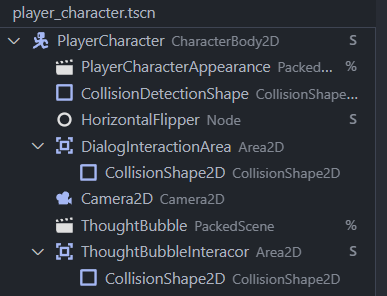 player_character.tscn
PlayerCharacter CharacterBody2D S
PlayerCharacterAppearance Packed... %
CollisionDetectionShape CollisionShape...
HorizontalFlipper Node S
DialogInteractionArea Area2D
CollisionShape2D CollisionShape2D
Camera2D Camera2D
ThoughtBubble PackedScene %
ThoughtBubbleInteracor Area2D S
CollisionShape2D CollisionShape2D